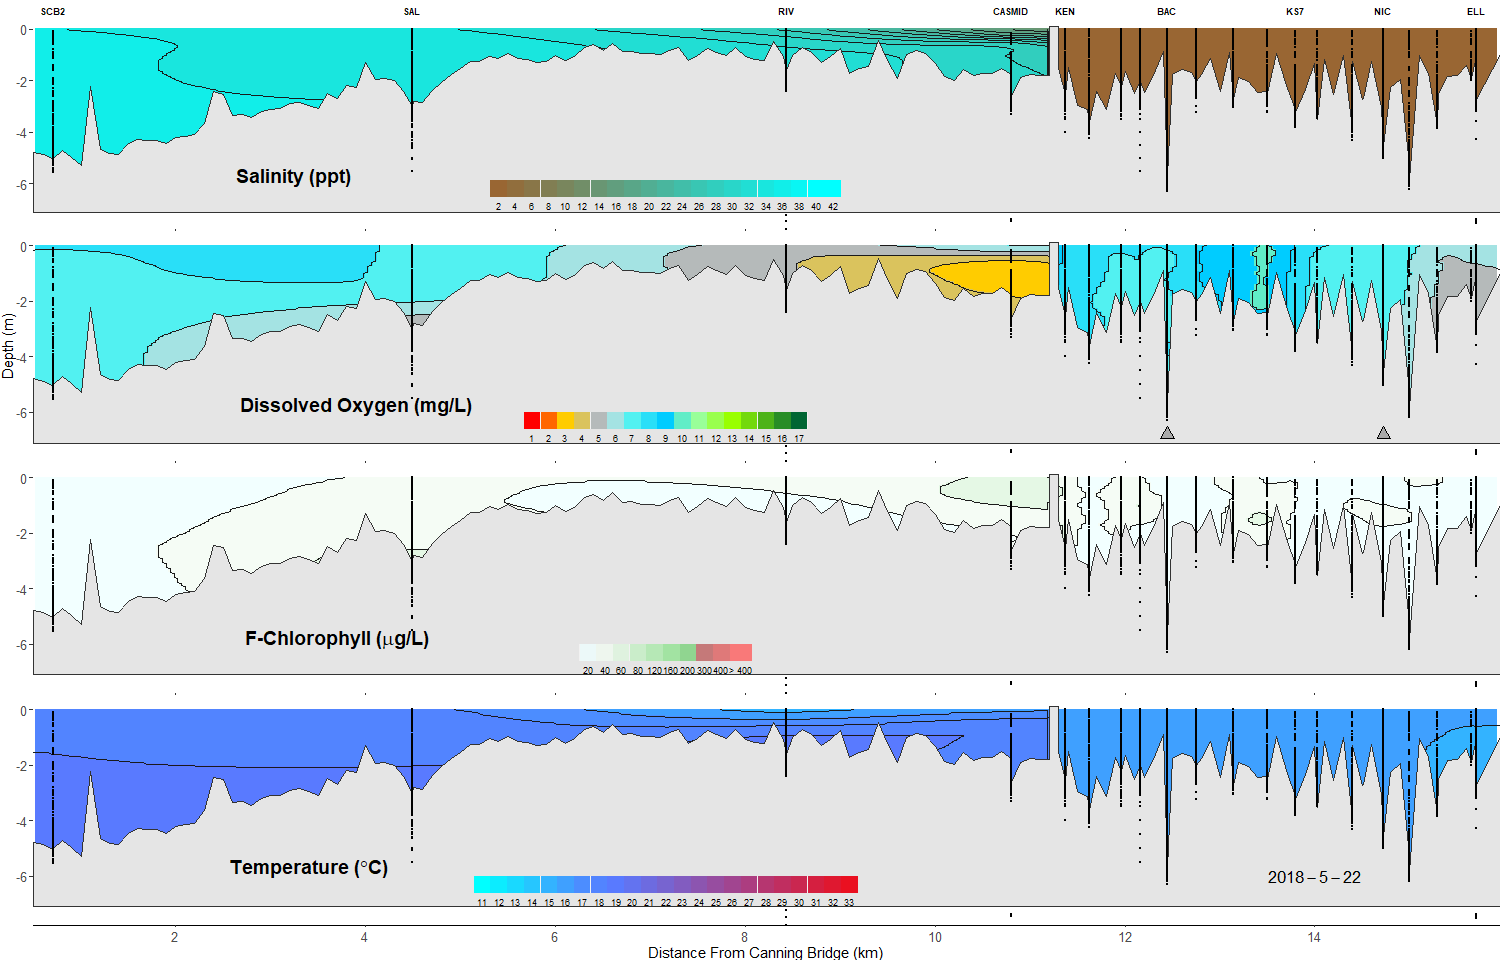 SCB2 SAL RIV CASMID KEN BAC KS7 NIC ELL
0
-2
-4
-6
Salinity (ppt)
2 4 6 8 10 12 14 16 18 20 22 24 26 28 30 32 34 36 38 40 42
0
-2
-4
-6
Depth (m)
Dissolved Oxygen (mg/L)
1 2 3 4 5 6 7 8 9 10 11 12 13 14 15 16 17
0
-2
-4
-6
F-Chlorophyll (µg/L)
20 40 60 80 120 160 200 300 400 > 400
0
-2
-4
-6
Temperature (°C)
2018–5–22
11 12 13 14 15 16 17 18 19 20 21 22 23 24 25 26 27 28 29 30 31 32 33
2 4 6 8 10 12 14
Distance From Canning Bridge (km)